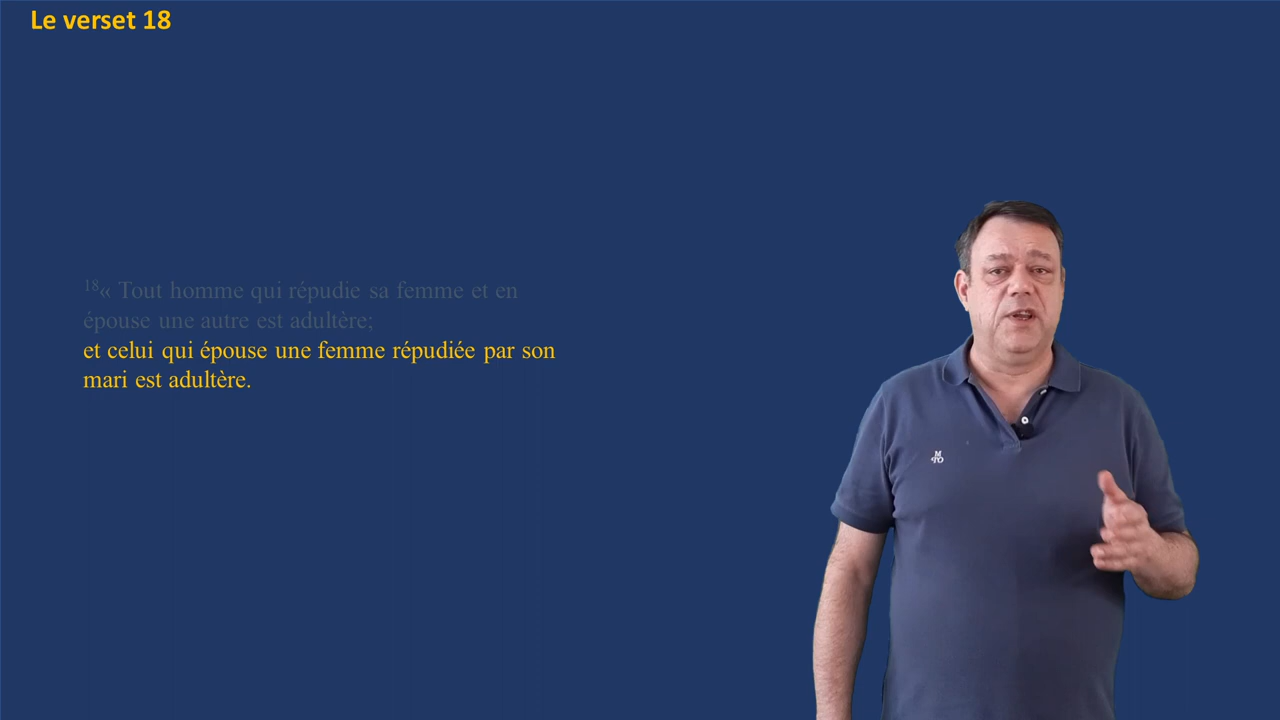 Le verset 18
18« Tout homme qui répudie sa femme et en
épouse une autre est adultère;
et celui qui épouse une femme répudiée par son
mari est adultère.
M
TO